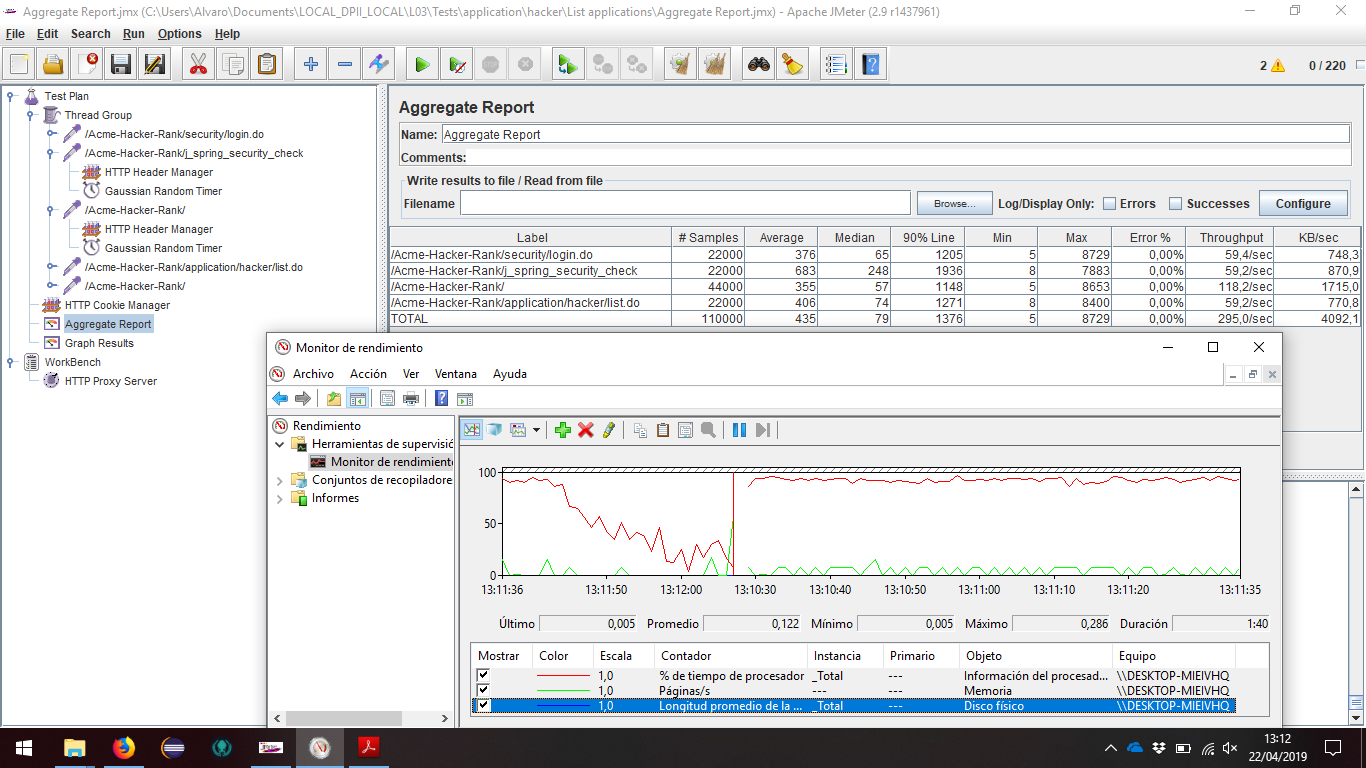 Aggregate Report.jmx (C:\Users\Alvaro\Documents\LOCAL_DPII_LOCAL\L03\Tests\application\hacker\List applications\Aggregate Report.jmx) - Apache JMeter (2.9 r1437961)
File Edit Search Run Options Help
2 0 / 220
Test Plan
Thread Group
/Acme-Hacker-Rank/security/login.do
/Acme-Hacker-Rank/j_spring_security_check
HTTP Header Manager
Gaussian Random Timer
/Acme-Hacker-Rank/
HTTP Header Manager
Gaussian Random Timer
/Acme-Hacker-Rank/application/hacker/list.do
/Acme-Hacker-Rank/
HTTP Cookie Manager
Aggregate Report
Graph Results
WorkBench
HTTP Proxy Server
Aggregate Report
Name: Aggregate Report
Comments:
Write results to file / Read from file
Filename Browse... Log/Display Only: Errors Successes Configure
Label # Samples Average Median 90% Line Min Max Error % Throughput KB/sec
/Acme-Hacker-Rank/security/login.do 22000 376 65 1205 5 8729 0,00% 59,4/sec 748,3
/Acme-Hacker-Rank/j_spring_security_check 22000 683 248 1936 8 7883 0,00% 59,2/sec 870,9
/Acme-Hacker-Rank/ 44000 355 57 1148 5 8653 0,00% 118,2/sec 1715,0
/Acme-Hacker-Rank/application/hacker/list.do 22000 406 74 1271 8 8400 0,00% 59,2/sec 770,8
TOTAL 110000 435 79 1376 5 8729 0,00% 295,0/sec 4092,1
Monitor de rendimiento
Archivo Acción Ver Ventana Ayuda
Rendimiento
Herramientas de supervisió
Monitor de rendimiento
Conjuntos de recopiladore
Informes
100
50
0
13:11:36 13:11:50 13:12:00 13:10:30 13:10:40 13:10:50 13:11:00 13:11:10 13:11:20 13:11:35
Último 0,005 Promedio 0,122 Mínimo 0,005 Máximo 0,286 Duración 1:40
Mostrar Color Escala Contador Instancia Primario Objeto Equipo
1,0 % de tiempo de procesador _Total --- Información del procesad... \\DESKTOP-MIEIVHQ
1,0 Páginas/s --- --- Memoria \\DESKTOP-MIEIVHQ
1,0 Longitud promedio de la ... _Total --- Disco físico \\DESKTOP-MIEIVHQ
13:12
22/04/2019